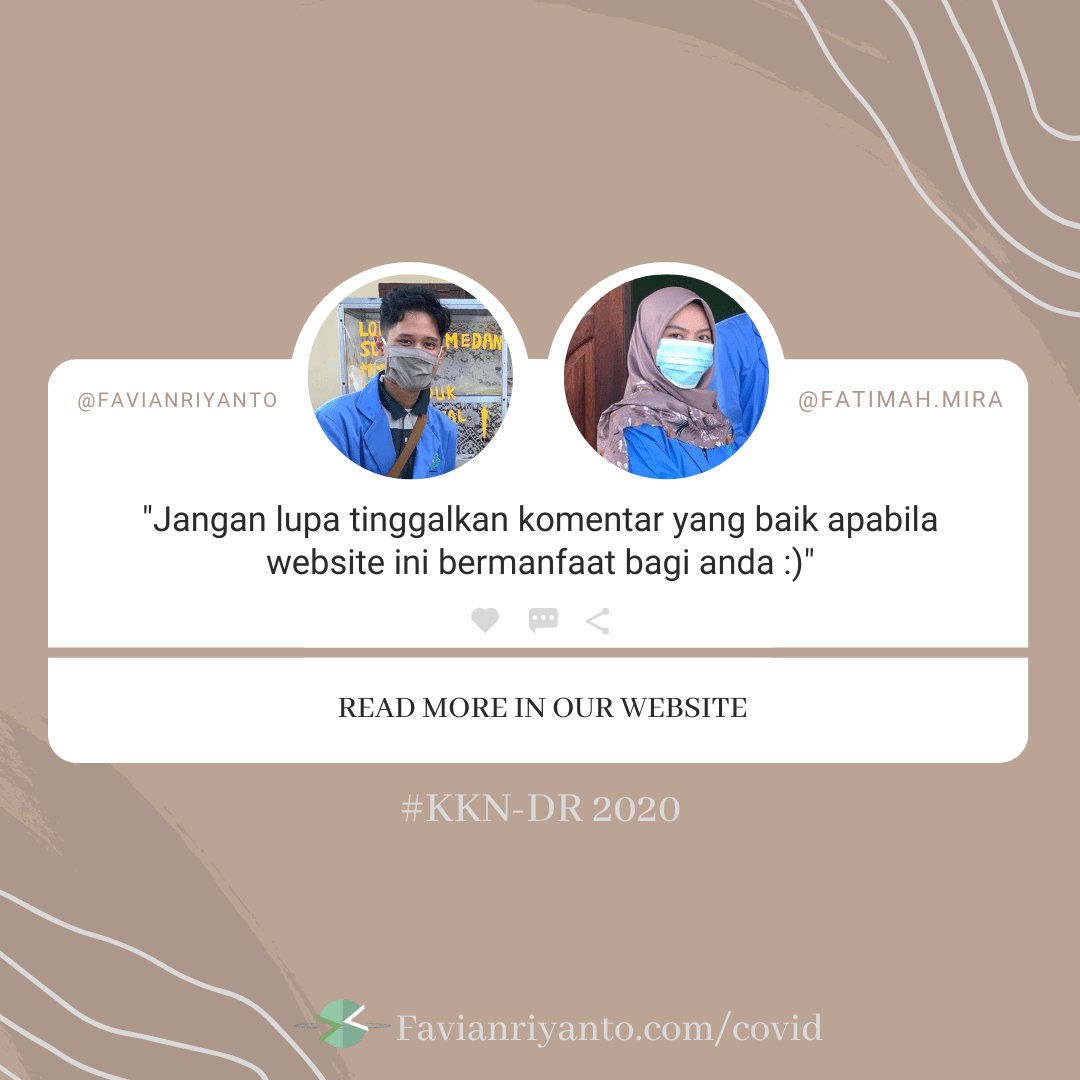 @FAVIANRIYANTO
@FATIMAH.MIRA
MEDAN
"Jangan lupa tinggalkan komentar yang baik apabila
website ini bermanfaat bagi anda :)"
READ MORE IN OUR WEBSITE
#KKN-DR 2020
Favianriyanto.com/covid